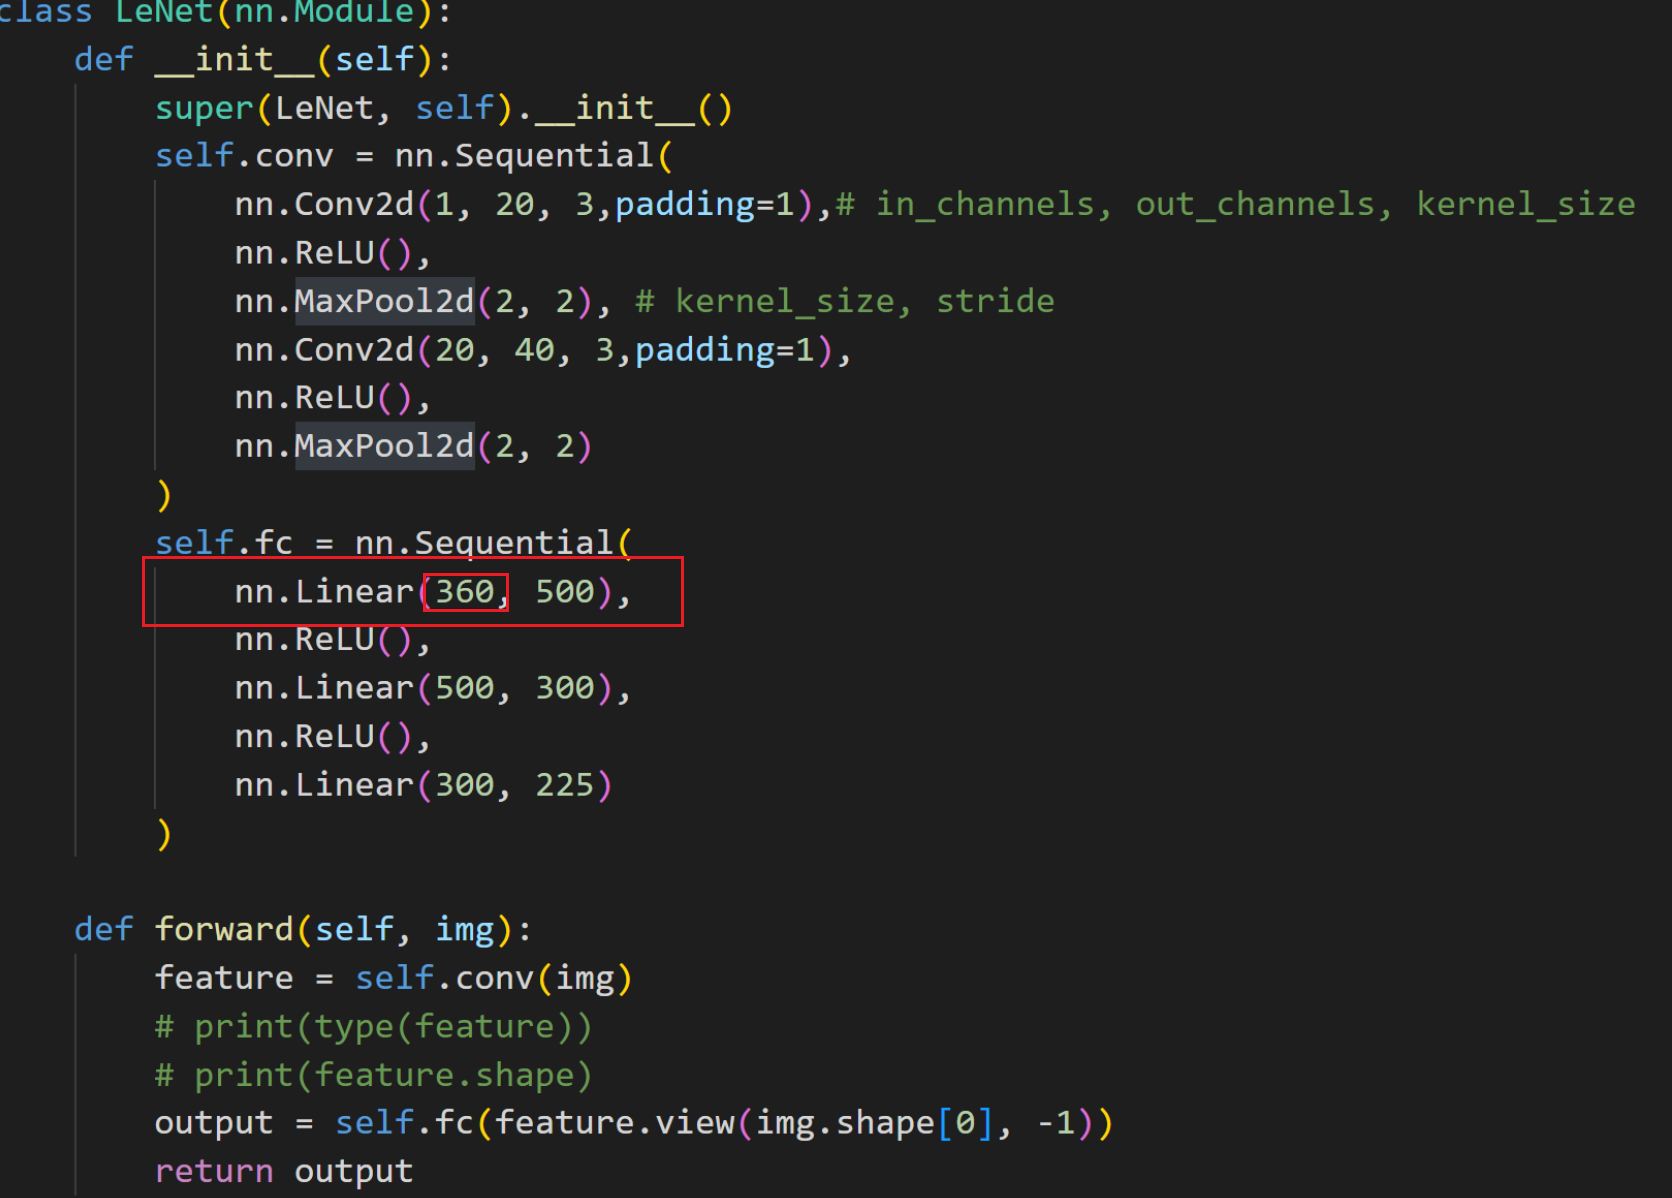 class LeNet(nn.Module):
    def __init__(self):
        super(LeNet, self).__init__()
        self.conv = nn.Sequential(
            nn.Conv2d(1, 20, 3,padding=1),# in_channels, out_channels, kernel_size
            nn.ReLU(),
            nn.MaxPool2d(2, 2), # kernel_size, stride
            nn.Conv2d(20, 40, 3,padding=1),
            nn.ReLU(),
            nn.MaxPool2d(2, 2)
        )
        self.fc = nn.Sequential(
            nn.Linear(360, 500),
            nn.ReLU(),
            nn.Linear(500, 300),
            nn.ReLU(),
            nn.Linear(300, 225)
        )
    def forward(self, img):
        feature = self.conv(img)
        # print(type(feature))
        # print(feature.shape)
        output = self.fc(feature.view(img.shape[0], -1))
        return output